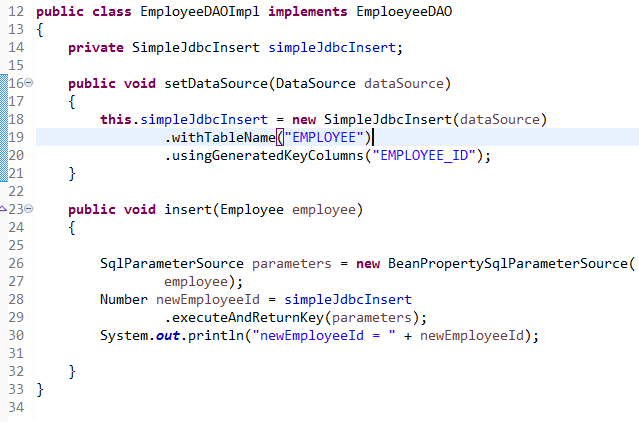 12 public class EmployeeDAOImpl implements EmploeyeeDAO
13 {
14     private SimpleJdbcInsert simpleJdbcInsert;
15
16     public void setDataSource(DataSource dataSource)
17     {
18         this.simpleJdbcInsert = new SimpleJdbcInsert(dataSource)
19                 .withTableName("EMPLOYEE")
20                 .usingGeneratedKeyColumns("EMPLOYEE_ID");
21     }
22
23     public void insert(Employee employee)
24     {
25
26         SqlParameterSource parameters = new BeanPropertySqlParameterSource(
27                 employee);
28         Number newEmployeeId = simpleJdbcInsert
29                 .executeAndReturnKey(parameters);
30         System.out.println("newEmployeeId = " + newEmployeeId);
31
32     }
33 }
34